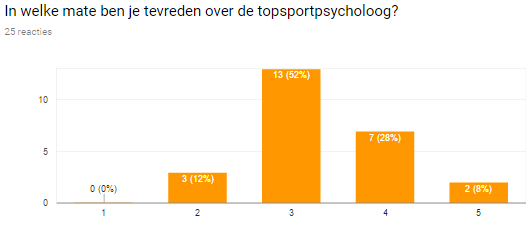 In welke mate ben je tevreden over de topsportpsycholoog?
25 reacties
13 (52%)
10
7 (28%)
5
3 (12%)
2 (8%)
0 (0%)
0
1 2 3 4 5